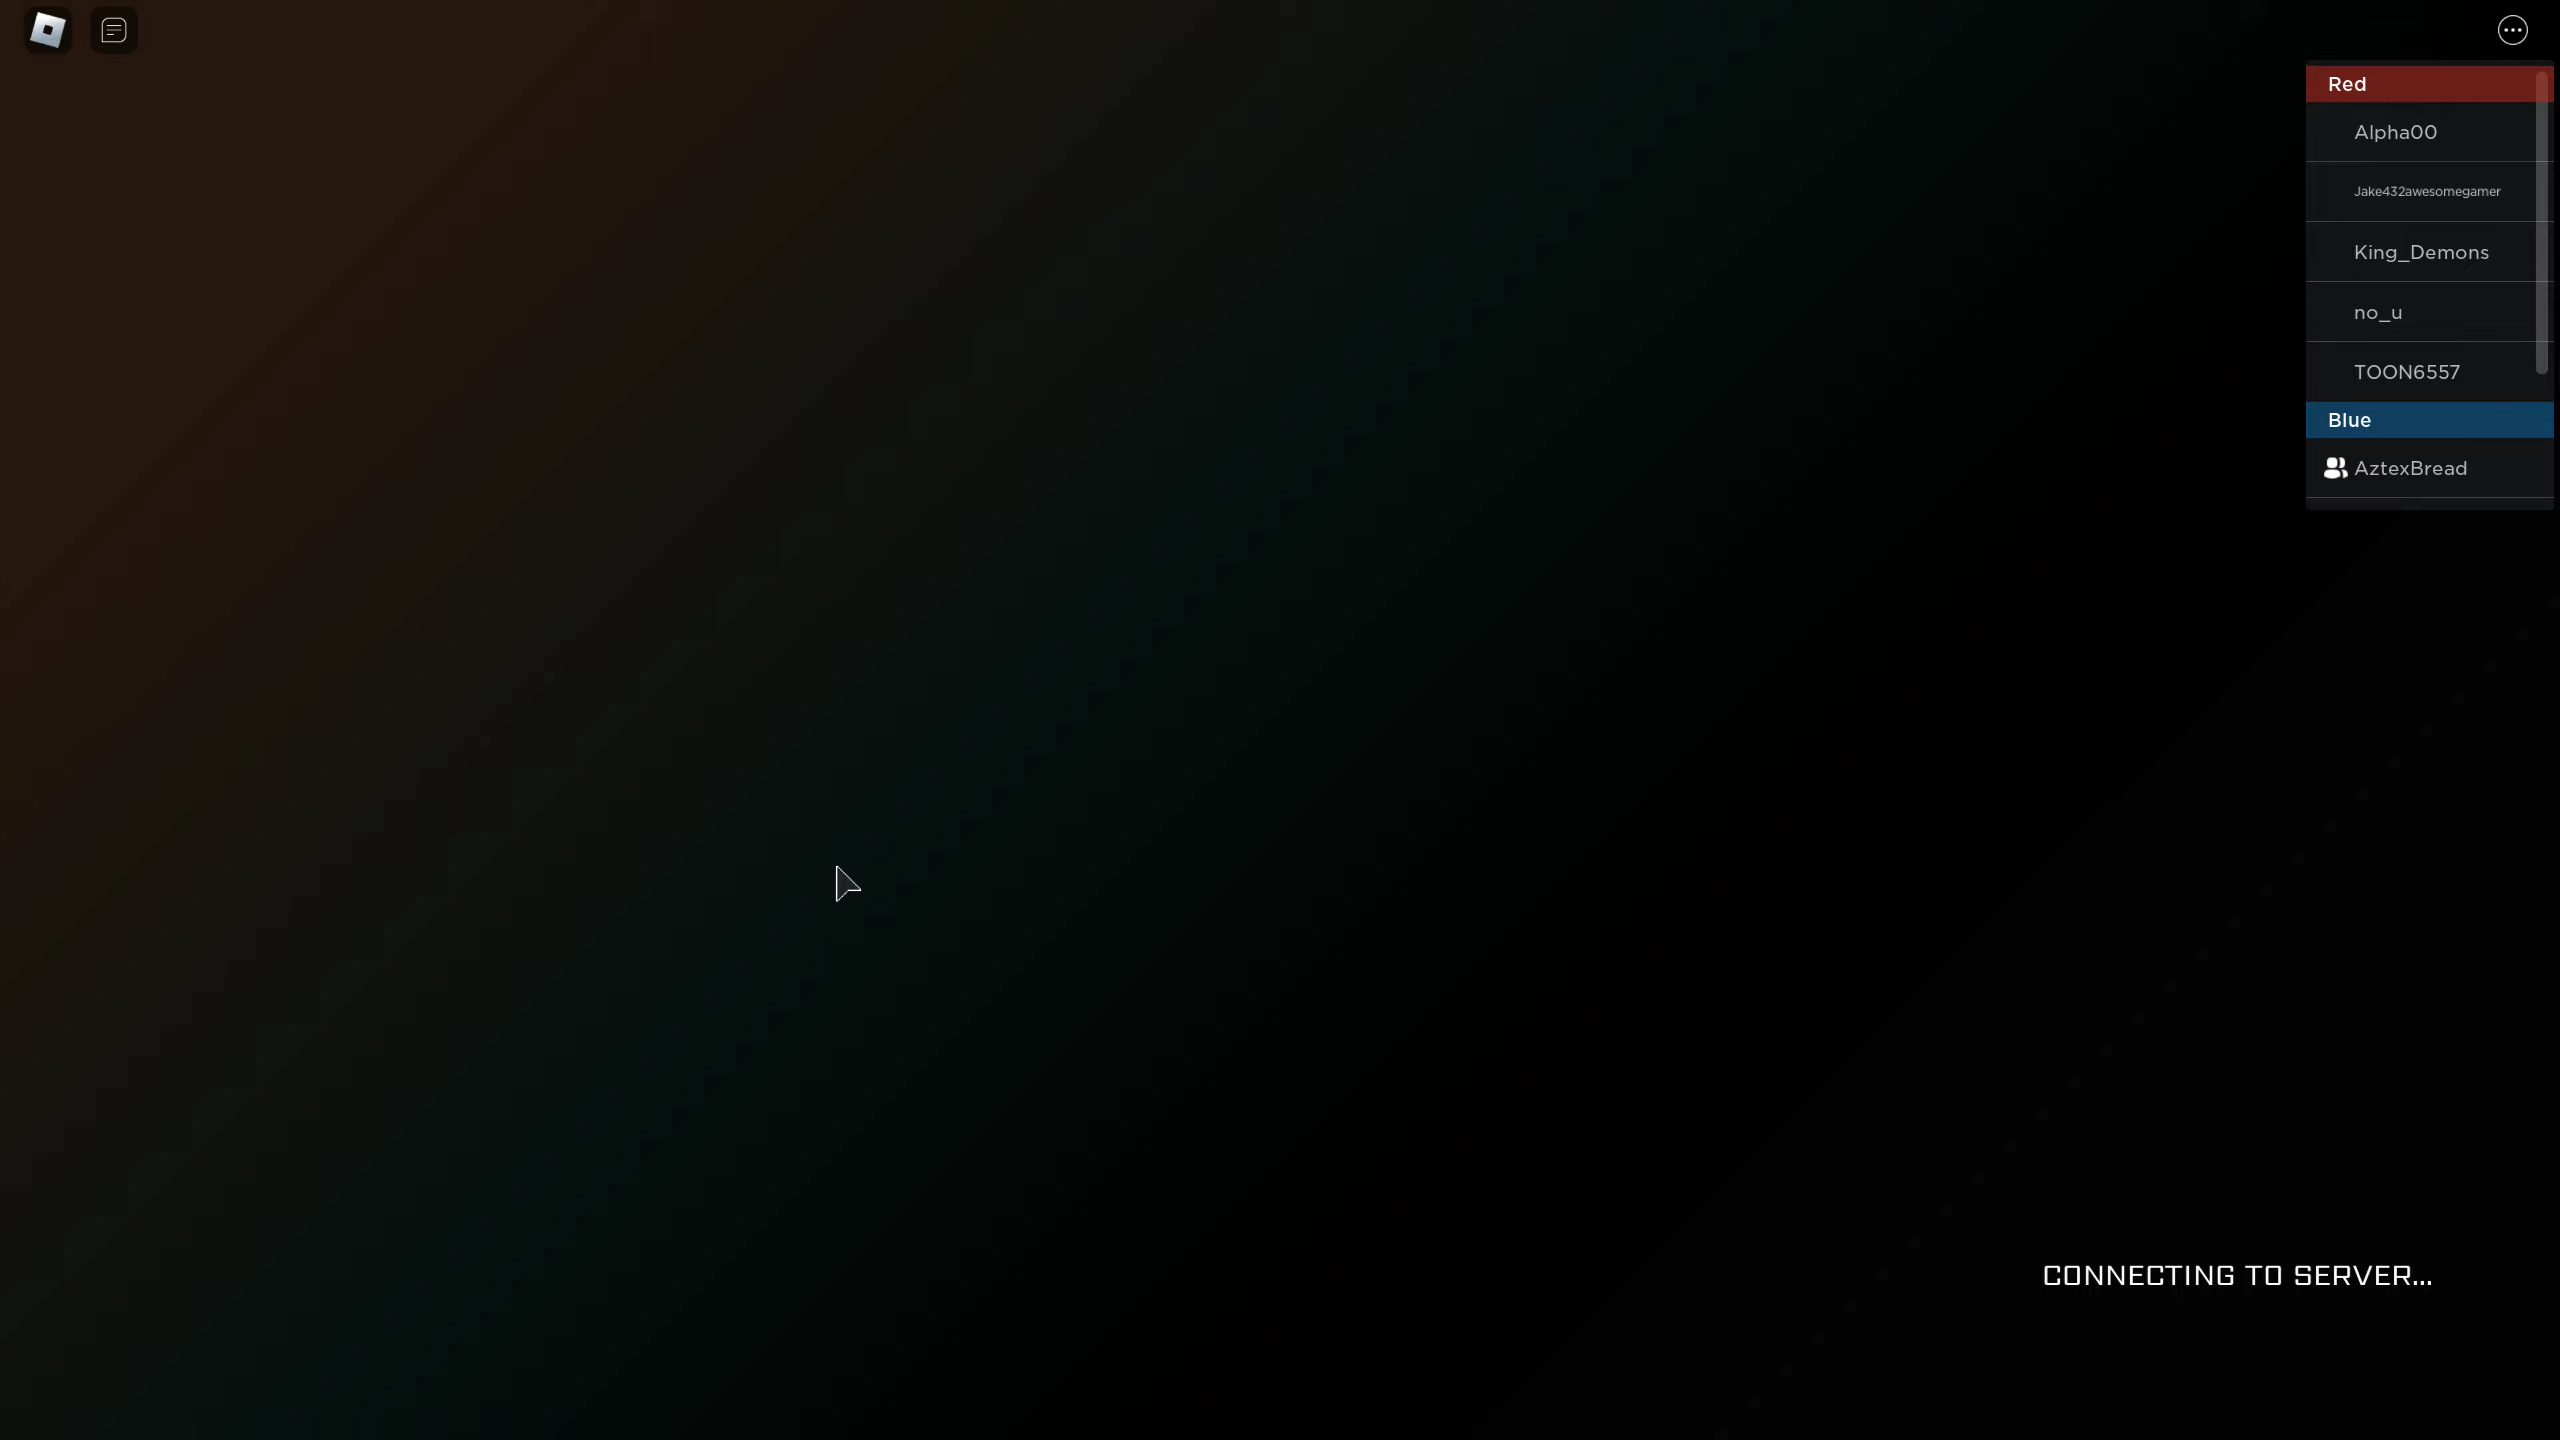 Red
Alpha00
Jake432awesomegamer
King_Demons
no_u
TOON6557
Blue
AztexBread
CONNECTING TO SERVER...